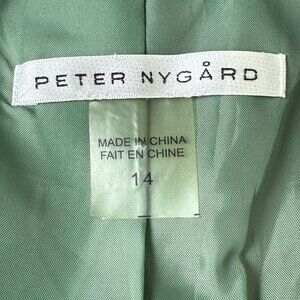 PETER NYGÅRD
MADE IN CHINA
FAIT EN CHINE
14